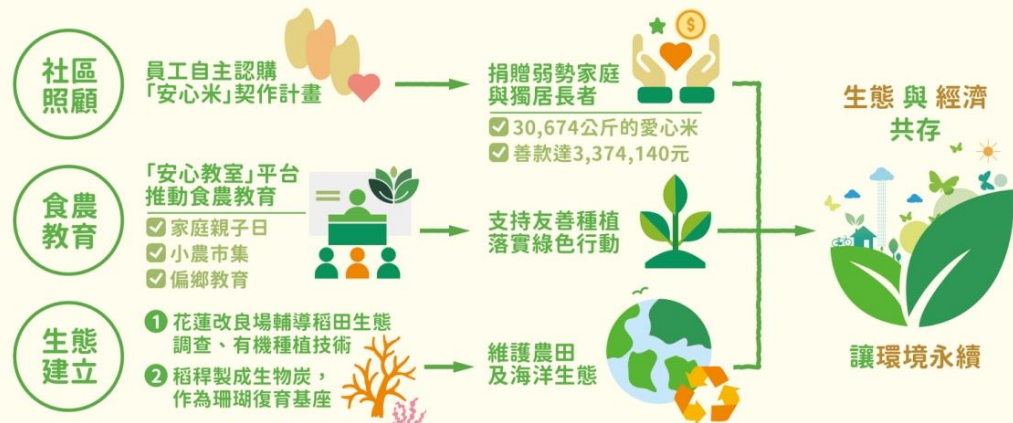 社區
照顧
員工自主認購
「安心米」契作計畫
捐贈弱勢家庭
與獨居長者
30,674公斤的愛心米
善款達3,374,140元
食農
教育
「安心教室」平台
推動食農教育
家庭親子日
小農市集
偏鄉教育
支持友善種植
落實綠色行動
生態
建立
1 花蓮改良場輔導稻田生態
調查、有機種植技術
2 稻稈製成生物炭，
作為珊瑚復育基座
維護農田
及海洋生態
生態 與 經濟
共存
讓環境永續
$